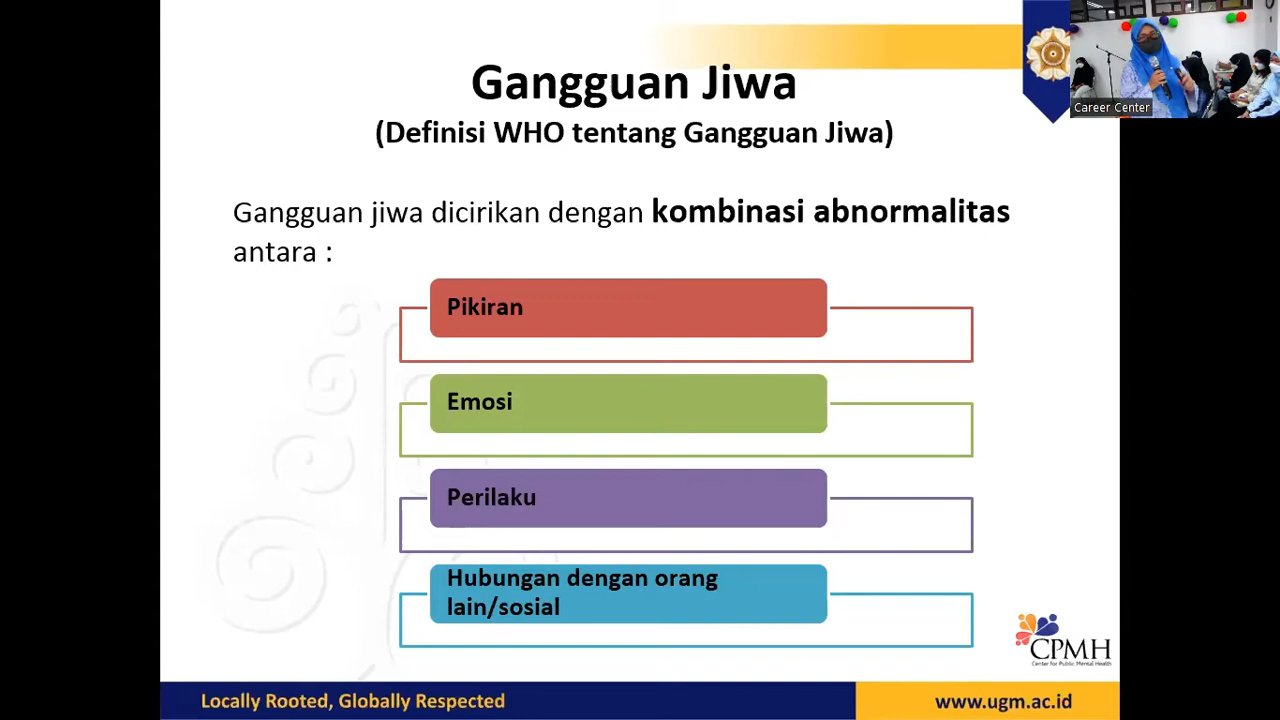 Gangguan Jiwa
(Definisi WHO tentang Gangguan Jiwa)
Career Center
Gangguan jiwa dicirikan dengan kombinasi abnormalitas
antara :
Pikiran
Emosi
Perilaku
Hubungan dengan orang
lain/sosial
CPMH
Center for Public Mental Health
Locally Rooted, Globally Respected
www.ugm.ac.id